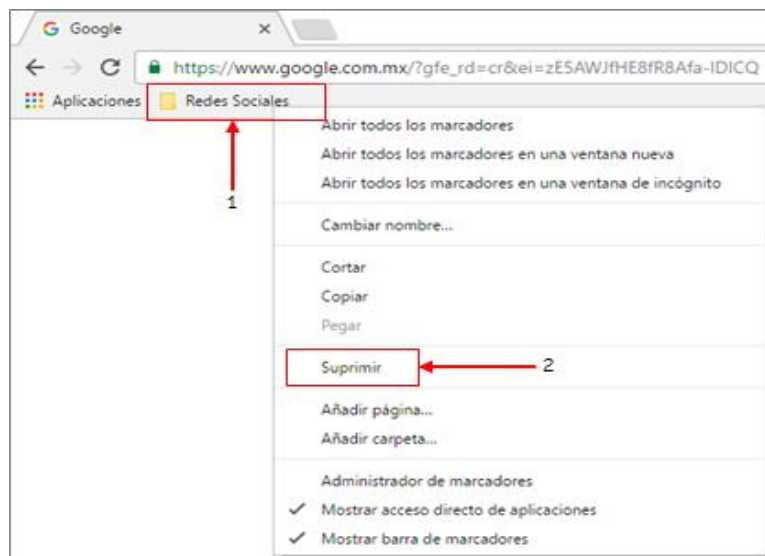 Google
https://www.google.com.mx/?gfe_rd=cr&ei=zE5AWJfHE8fR8Afa-IDICQ
Aplicaciones Redes Sociales
Abrir todos los marcadores
Abrir todos los marcadores en una ventana nueva
1
Abrir todos los marcadores en una ventana de incógnito
Cambiar nombre...
Cortar
Copiar
Pegar
Suprimir 2
Añadir página...
Añadir carpeta...
Administrador de marcadores
Mostrar acceso directo de aplicaciones
Mostrar barra de marcadores